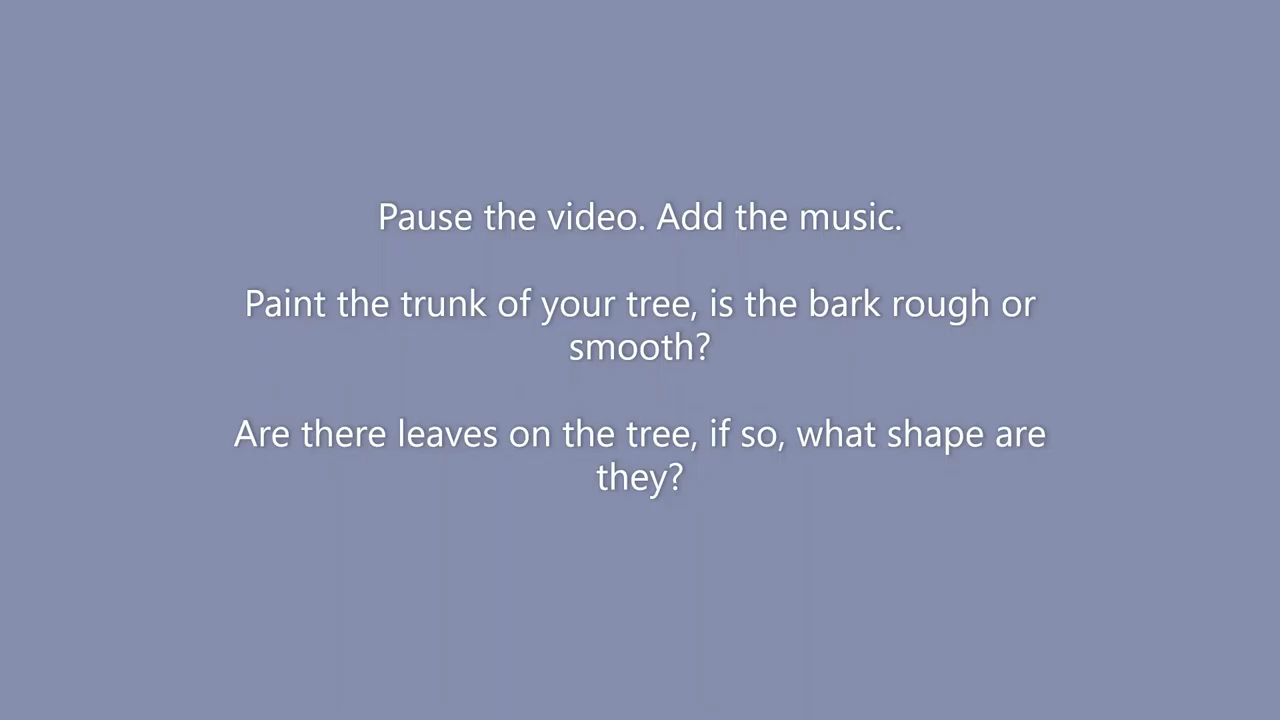 Pause the video. Add the music.
Paint the trunk of your tree, is the bark rough or
smooth?
Are there leaves on the tree, if so, what shape are
they?